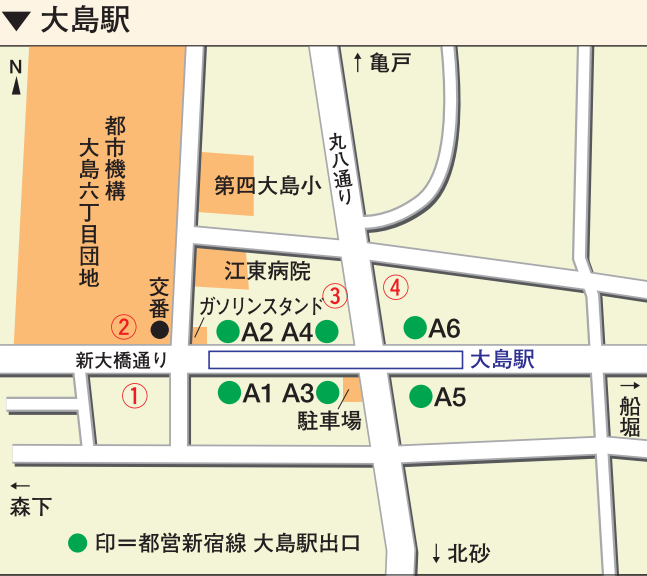 ▼ 大島駅
N
↑ 亀戸
都市機構
大島六丁目団地
丸八通り
第四大島小
江東病院
交番
ガソリンスタンド
③
④
②
A2 A4
A6
新大橋通り
大島駅
①
A1 A3
A5
駐車場
→
船堀
←
森下
●印＝都営新宿線 大島駅出口
↓北砂